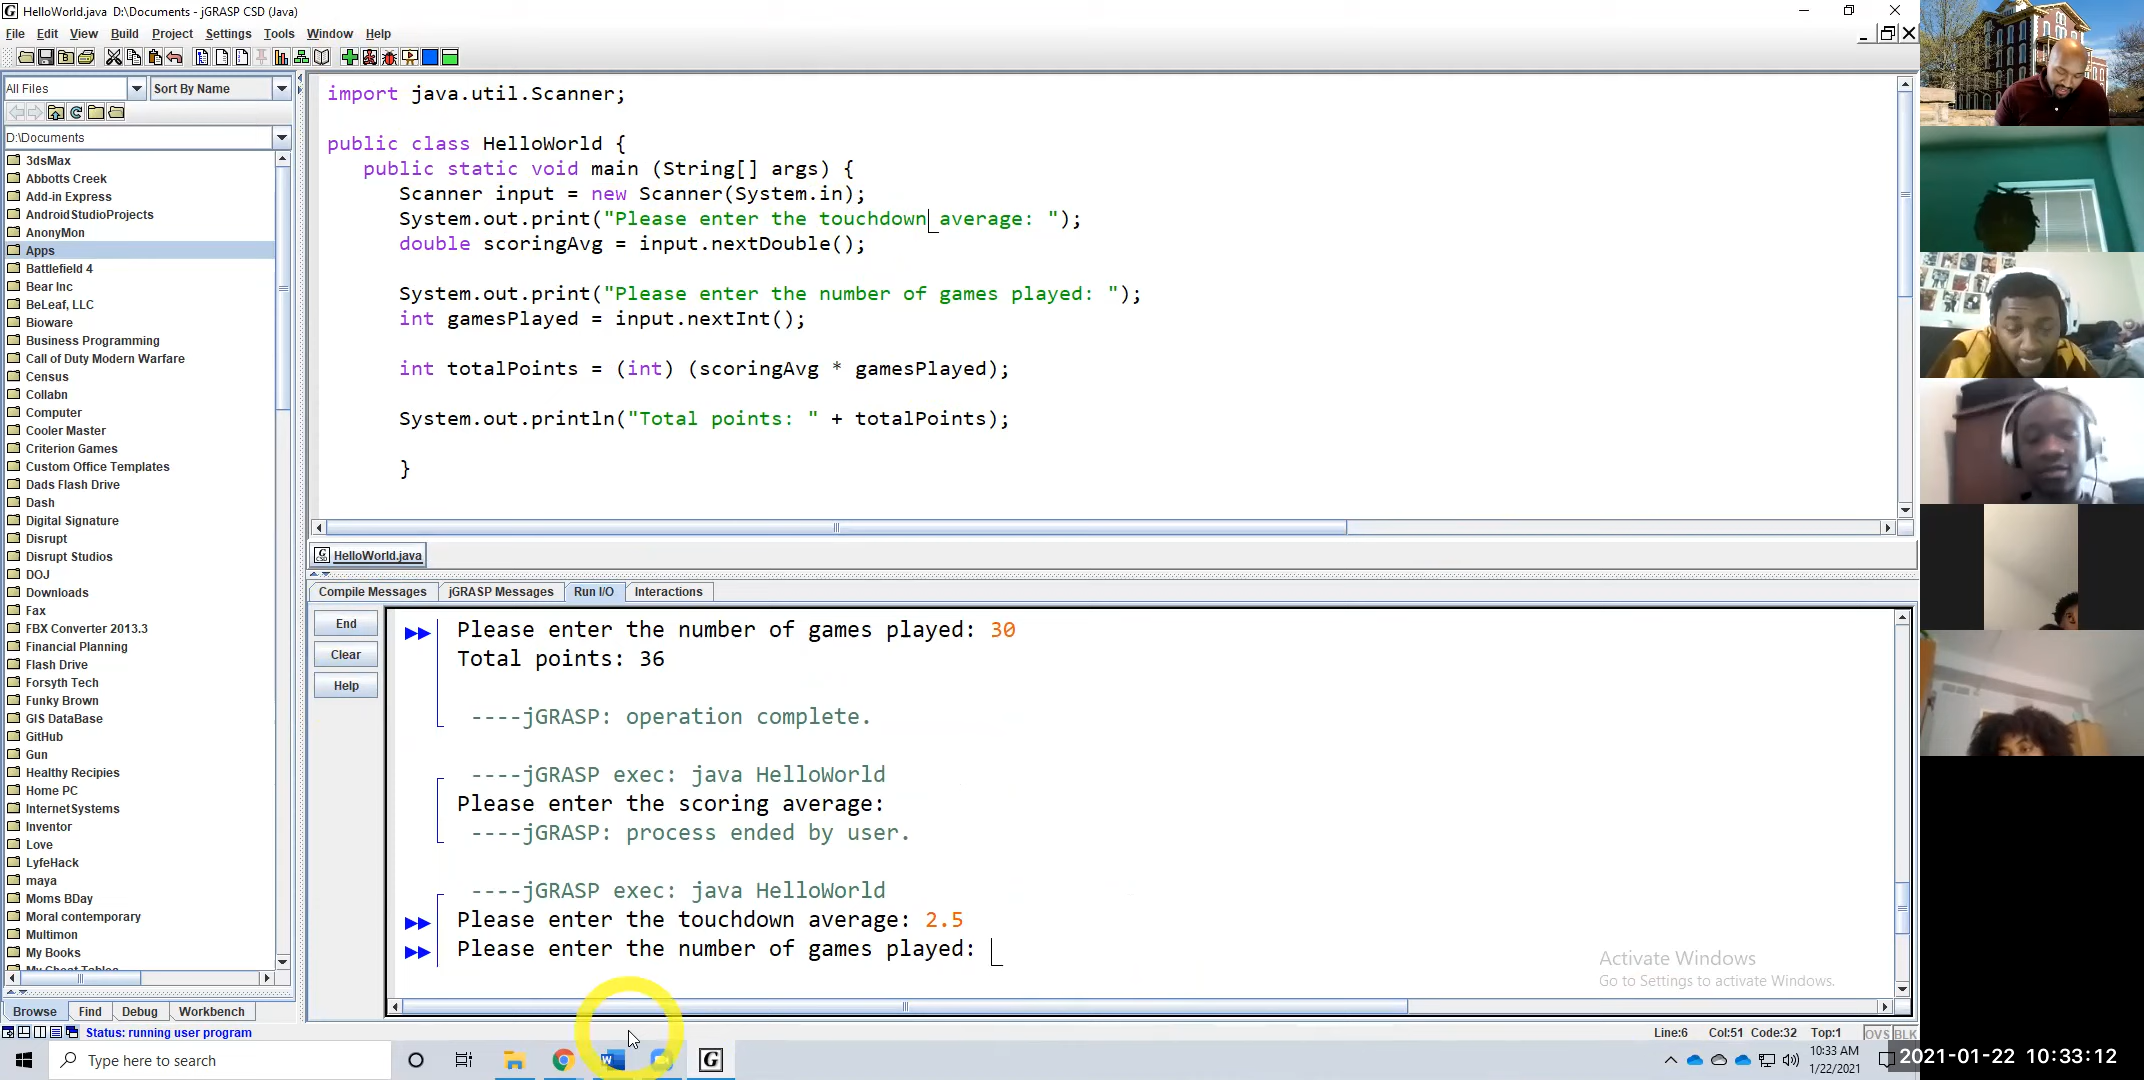 HelloWorld.java D:\Documents - jGRASP CSD (Java)
File Edit View Build Project Settings Tools Window Help
All Files Sort By Name
D:\Documents
3dsMax
Abbotts Creek
Add-in Express
AndroidStudioProjects
AnonyMon
Apps
Battlefield 4
Bear Inc
BeLeaf, LLC
Bioware
Business Programming
Call of Duty Modern Warfare
Census
Collabn
Computer
Cooler Master
Criterion Games
Custom Office Templates
Dads Flash Drive
Dash
Digital Signature
Disrupt
Disrupt Studios
DOJ
Downloads
Fax
FBX Converter 2013.3
Financial Planning
Flash Drive
Forsyth Tech
Funky Brown
GIS DataBase
GitHub
Gun
Healthy Recipies
Home PC
InternetSystems
Inventor
Love
LyfeHack
maya
Moms BDay
Moral contemporary
Multimon
My Books
My Cheat Tables
Browse Find Debug Workbench
import java.util.Scanner;
public class HelloWorld {
public static void main (String[] args) {
Scanner input = new Scanner(System.in);
System.out.print("Please enter the touchdown average: ");
double scoringAvg = input.nextDouble();
System.out.print("Please enter the number of games played: ");
int gamesPlayed = input.nextInt();
int totalPoints = (int) (scoringAvg * gamesPlayed);
System.out.println("Total points: " + totalPoints);
}
HelloWorld.java
Compile Messages jGRASP Messages Run I/O Interactions
End
Clear
Help
Please enter the number of games played: 30
Total points: 36
----jGRASP: operation complete.
----jGRASP exec: java HelloWorld
Please enter the scoring average:
----jGRASP: process ended by user.
----jGRASP exec: java HelloWorld
Please enter the touchdown average: 2.5
Please enter the number of games played:
Activate Windows
Go to Settings to activate Windows.
Status: running user program
Line:6 Col:51 Code:32 Top:1 OVS BLK
Type here to search
10:33 AM
1/22/2021
2021-01-22 10:33:12